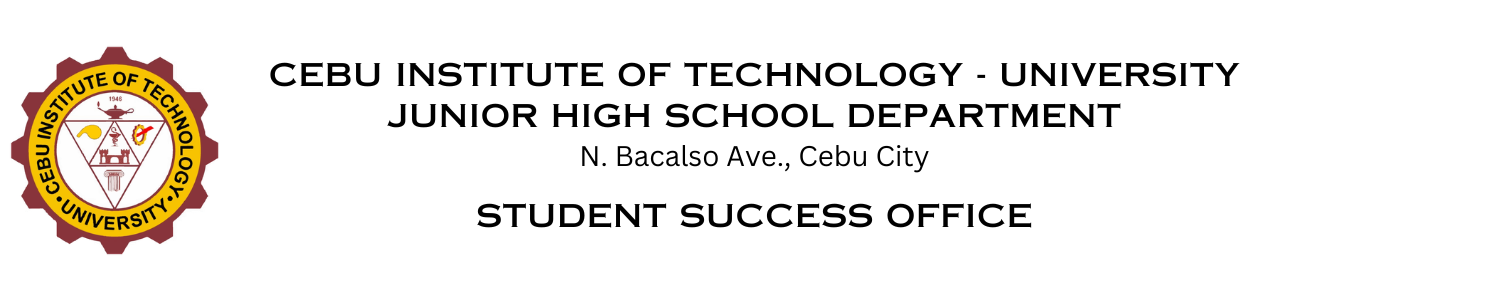 CEBU INSTITUTE OF TECHNOLOGY
• UNIVERSITY •
1946
CEBU INSTITUTE OF TECHNOLOGY - UNIVERSITY
JUNIOR HIGH SCHOOL DEPARTMENT
N. Bacalso Ave., Cebu City
STUDENT SUCCESS OFFICE